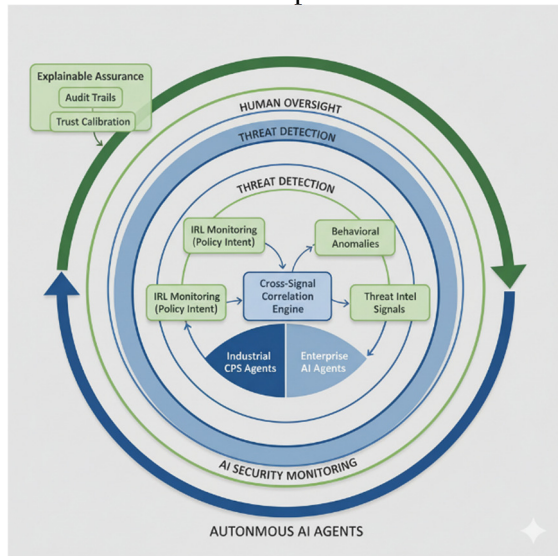 Explainable Assurance
Audit Trails
Trust Calibration
HUMAN OVERSIGHT
THREAT DETECTION
THREAT DETECTION
IRL Monitoring
(Policy Intent)
Behavioral
Anomalies
IRL Monitoring
(Policy Intent)
Cross-Signal
Correlation
Engine
Threat Intel
Signals
Industrial
CPS Agents
Enterprise
AI Agents
AI SECURITY MONITORING
AUTONMOUS AI AGENTS